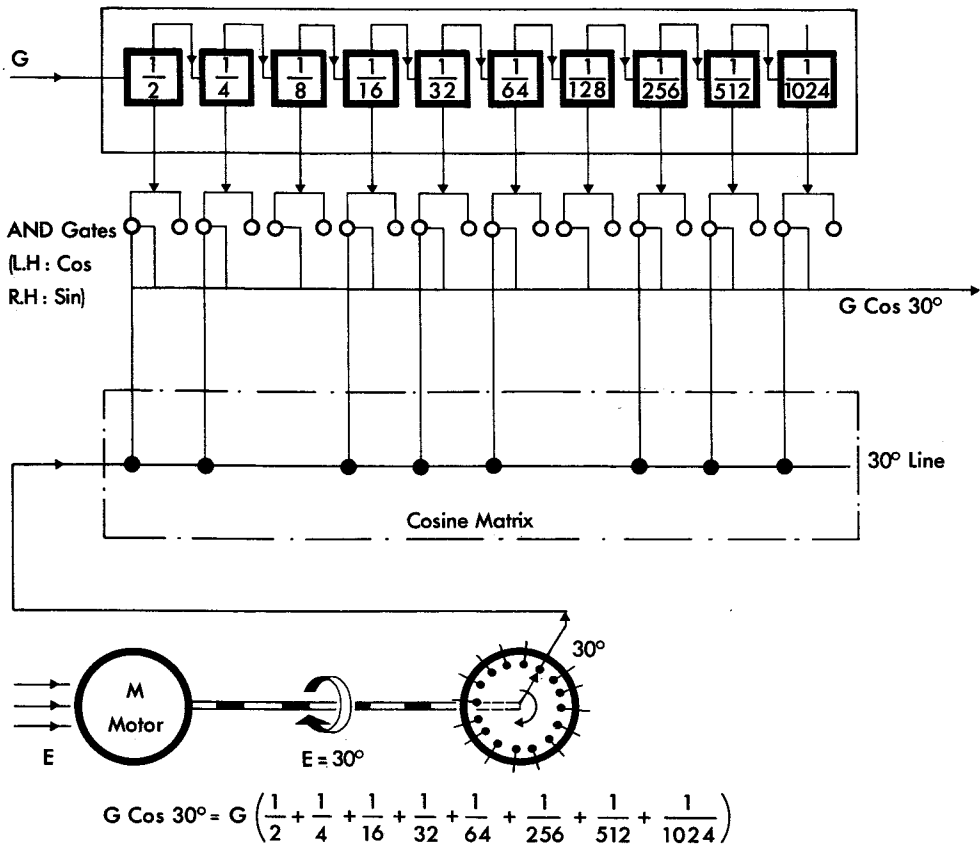 G
1/2 1/4 1/8 1/16 1/32 1/64 1/128 1/256 1/512 1/1024
AND Gates
(L.H : Cos
R.H : Sin)
G Cos 30°
30° Line
Cosine Matrix
30°
M
Motor
E
E = 30°
G Cos 30° = G (1/2 + 1/4 + 1/16 + 1/32 + 1/64 + 1/256 + 1/512 + 1/1024)